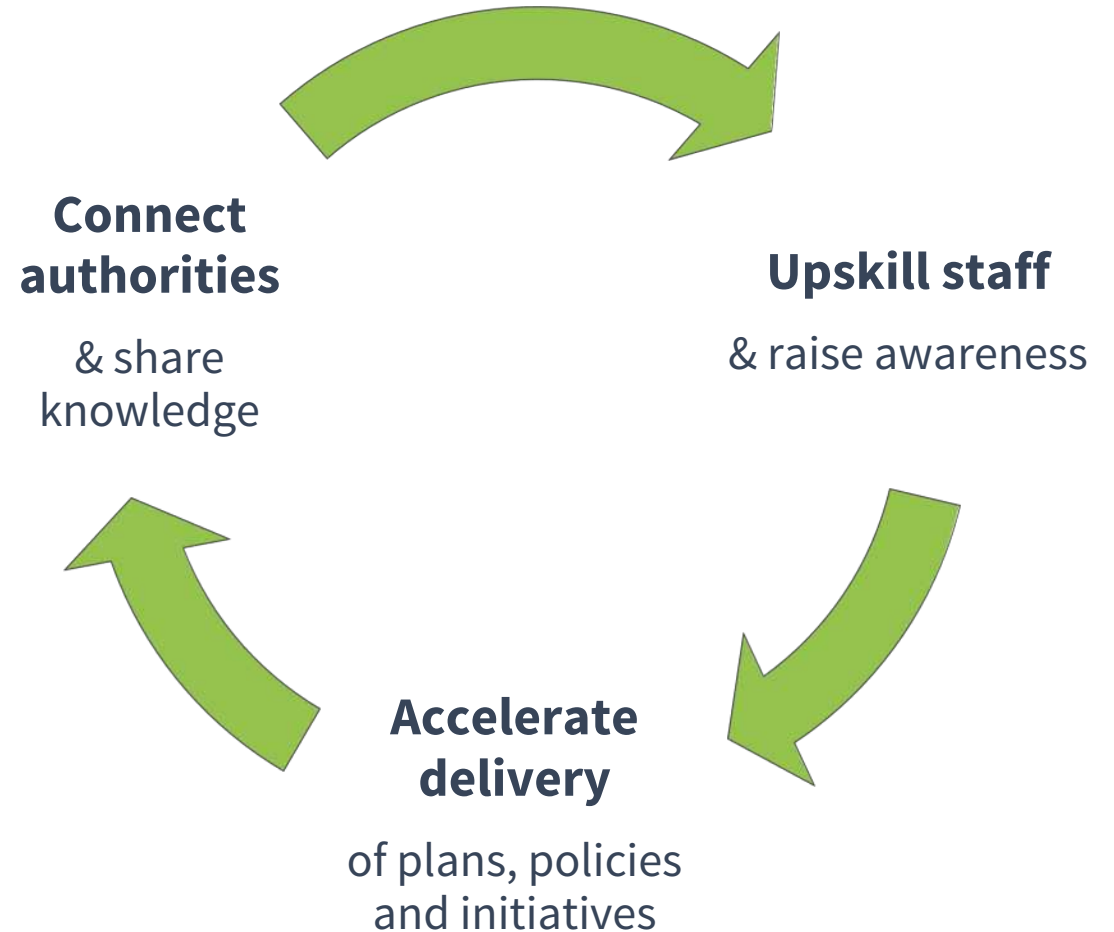 Connect
authorities
& share
knowledge
Upskill staff
& raise awareness
Accelerate
delivery
of plans, policies
and initiatives